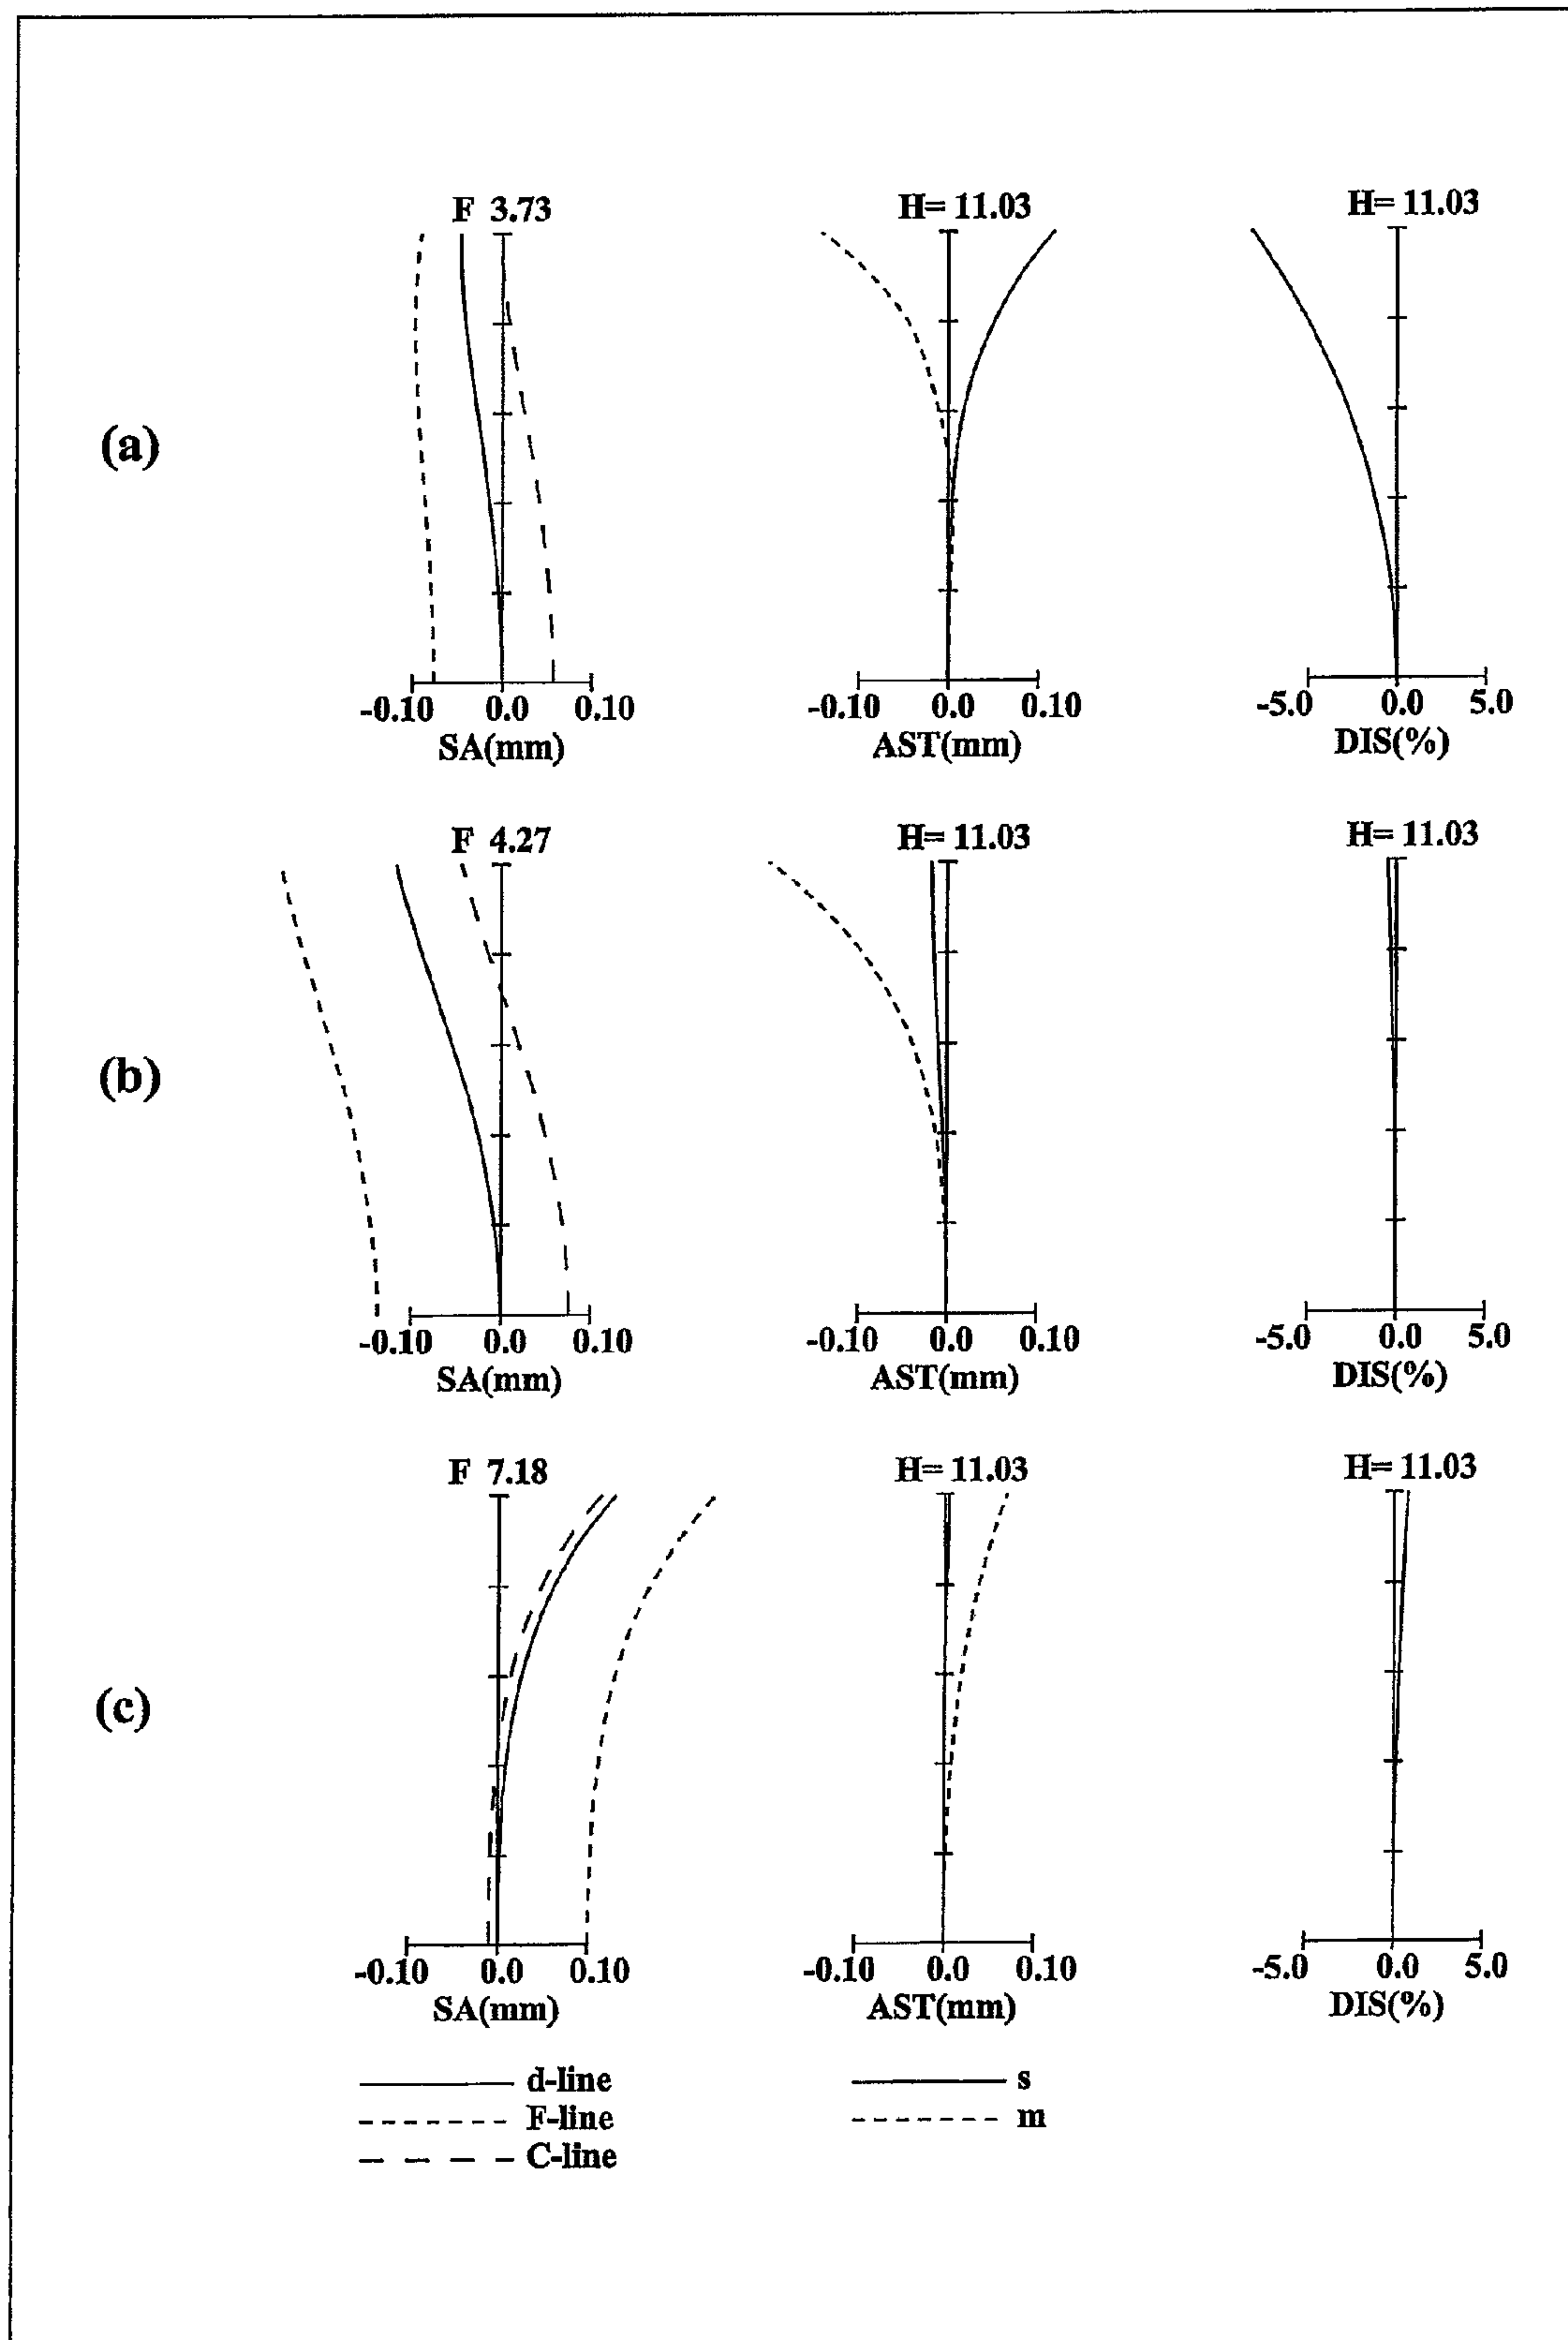 F 3.73
H= 11.03
H= 11.03
(a)
-0.10 0.0 0.10
SA(mm)
-0.10 0.0 0.10
AST(mm)
-5.0 0.0 5.0
DIS(%)
F 4.27
H= 11.03
H= 11.03
(b)
-0.10 0.0 0.10
SA(mm)
-0.10 0.0 0.10
AST(mm)
-5.0 0.0 5.0
DIS(%)
F 7.18
H= 11.03
H= 11.03
(c)
-0.10 0.0 0.10
SA(mm)
-0.10 0.0 0.10
AST(mm)
-5.0 0.0 5.0
DIS(%)
d-line
F-line
C-line
s
m